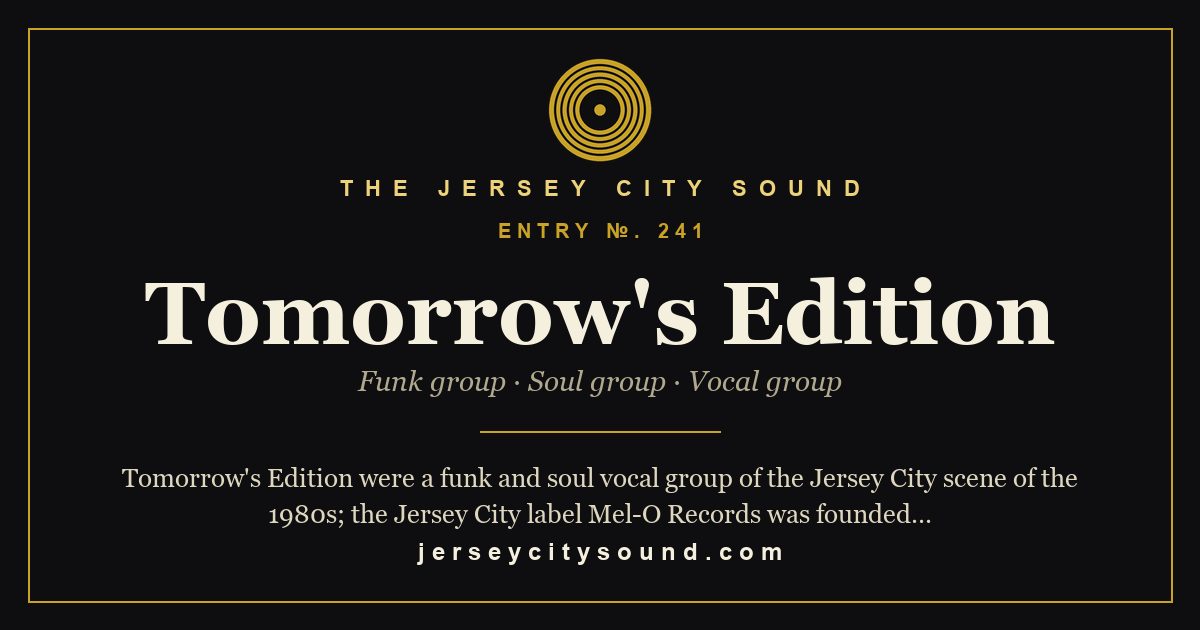 THE JERSEY CITY SOUND
ENTRY №. 241
Tomorrow's Edition
Funk group · Soul group · Vocal group
Tomorrow's Edition were a funk and soul vocal group of the Jersey City scene of the
1980s; the Jersey City label Mel-O Records was founded...
jerseycitysound.com